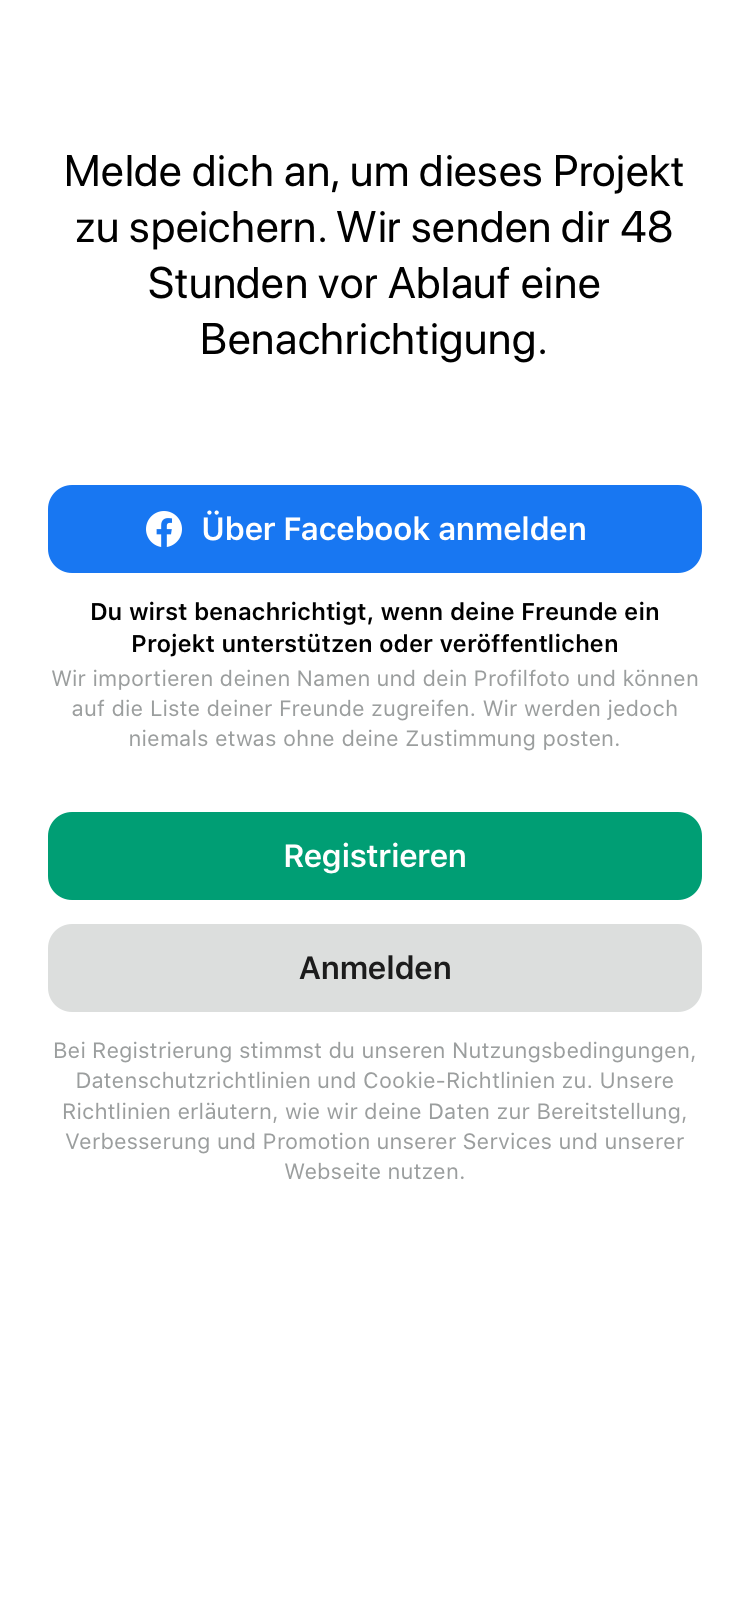 Melde dich an, um dieses Projekt
zu speichern. Wir senden dir 48
Stunden vor Ablauf eine
Benachrichtigung.
Über Facebook anmelden
Du wirst benachrichtigt, wenn deine Freunde ein
Projekt unterstützen oder veröffentlichen
Wir importieren deinen Namen und dein Profilfoto und können
auf die Liste deiner Freunde zugreifen. Wir werden jedoch
niemals etwas ohne deine Zustimmung posten.
Registrieren
Anmelden
Bei Registrierung stimmst du unseren Nutzungsbedingungen,
Datenschutzrichtlinien und Cookie-Richtlinien zu. Unsere
Richtlinien erläutern, wie wir deine Daten zur Bereitstellung,
Verbesserung und Promotion unserer Services und unserer
Webseite nutzen.